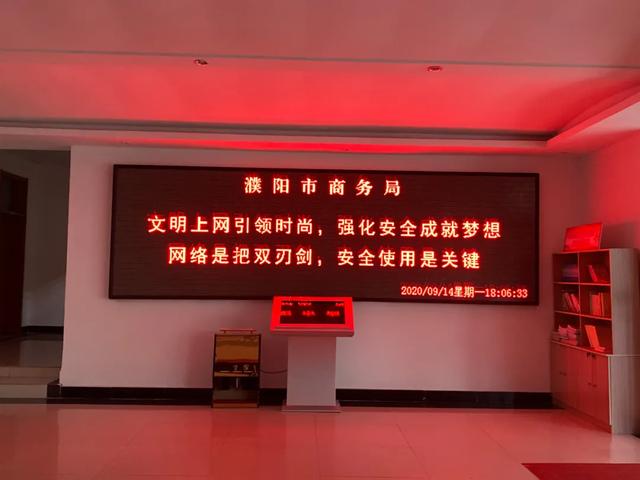 濮阳市商务局
文明上网引领时尚，强化安全成就梦想
网络是把双刃剑，安全使用是关键
2020/09/14星期一18:06:33